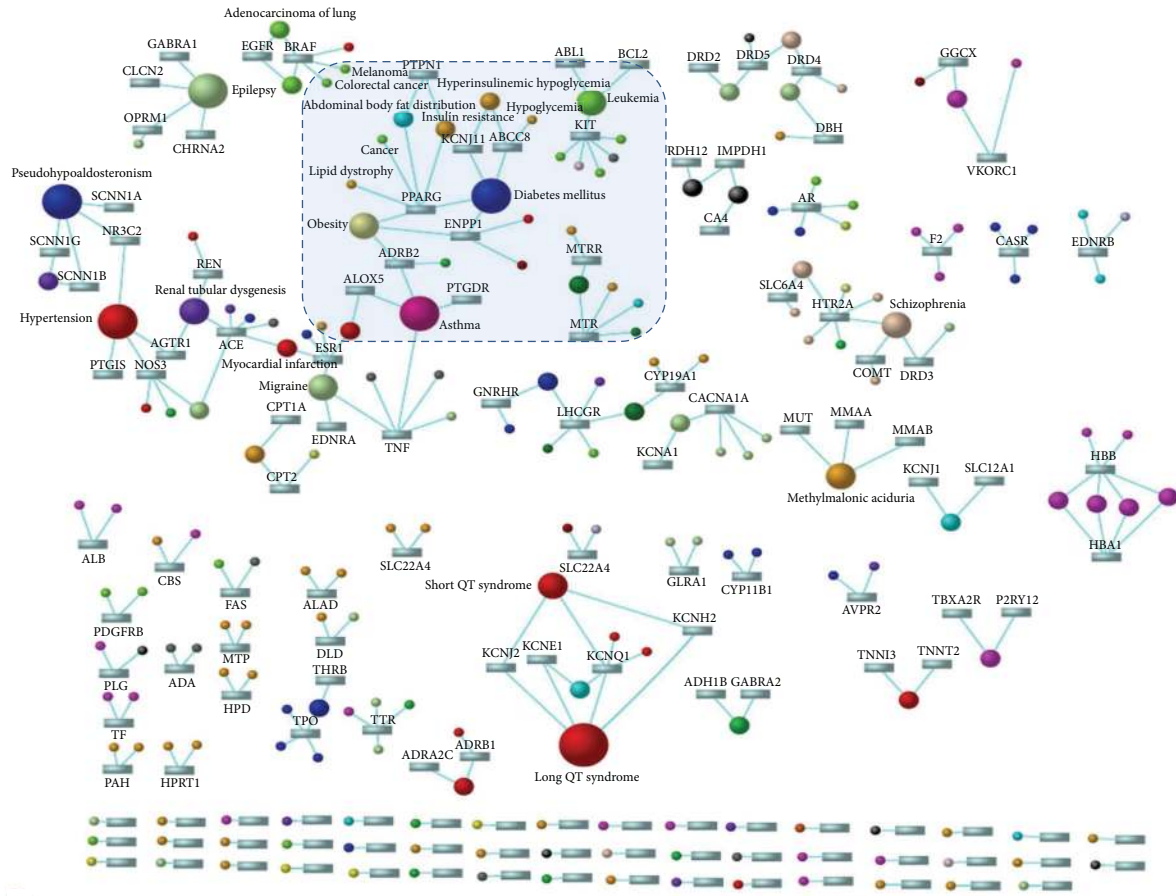 Adenocarcinoma of lung
GABRA1
EGFR
BRAF
CLCN2
Epilepsy
OPRM1
CHRNA2
Melanoma
Colorectal cancer
PTPN1
Hyperinsulinemic hypoglycemia
Abdominal body fat distribution
Hypoglycemia
Insulin resistance
KCNJ11
ABCC8
Cancer
Lipid dystrophy
PPARG
Diabetes mellitus
Obesity
ENPP1
ADRB2
ALOX5
PTGDR
Asthma
ABL1
BCL2
Leukemia
KIT
MTRR
MTR
DRD2
DRD5
DRD4
DBH
GGCX
VKORC1
RDH12
IMPDH1
CA4
AR
F2
CASR
EDNRB
Pseudohypoaldosteronism
SCNN1A
NR3C2
SCNN1G
SCNN1B
REN
Renal tubular dysgenesis
Hypertension
AGTR1
ACE
PTGIS
NOS3
Myocardial infarction
ESR1
Migraine
CPT1A
EDNRA
TNF
CPT2
SLC6A4
HTR2A
Schizophrenia
COMT
DRD3
GNRHR
LHCGR
CYP19A1
CACNA1A
KCNA1
MUT
MMAA
MMAB
Methylmalonic aciduria
KCNJ1
SLC12A1
HBB
HBA1
ALB
CBS
SLC22A4
SLC22A4
GLRA1
CYP11B1
AVPR2
TBXA2R
P2RY12
FAS
ALAD
PDGFRB
MTP
DLD
Short QT syndrome
KCNH2
KCNJ2
KCNE1
KCNQ1
PLG
ADA
HPD
THRB
TNNI3
TNNT2
ADH1B
GABRA2
TF
TPO
TTR
PAH
HPRT1
ADRA2C
ADRB1
Long QT syndrome